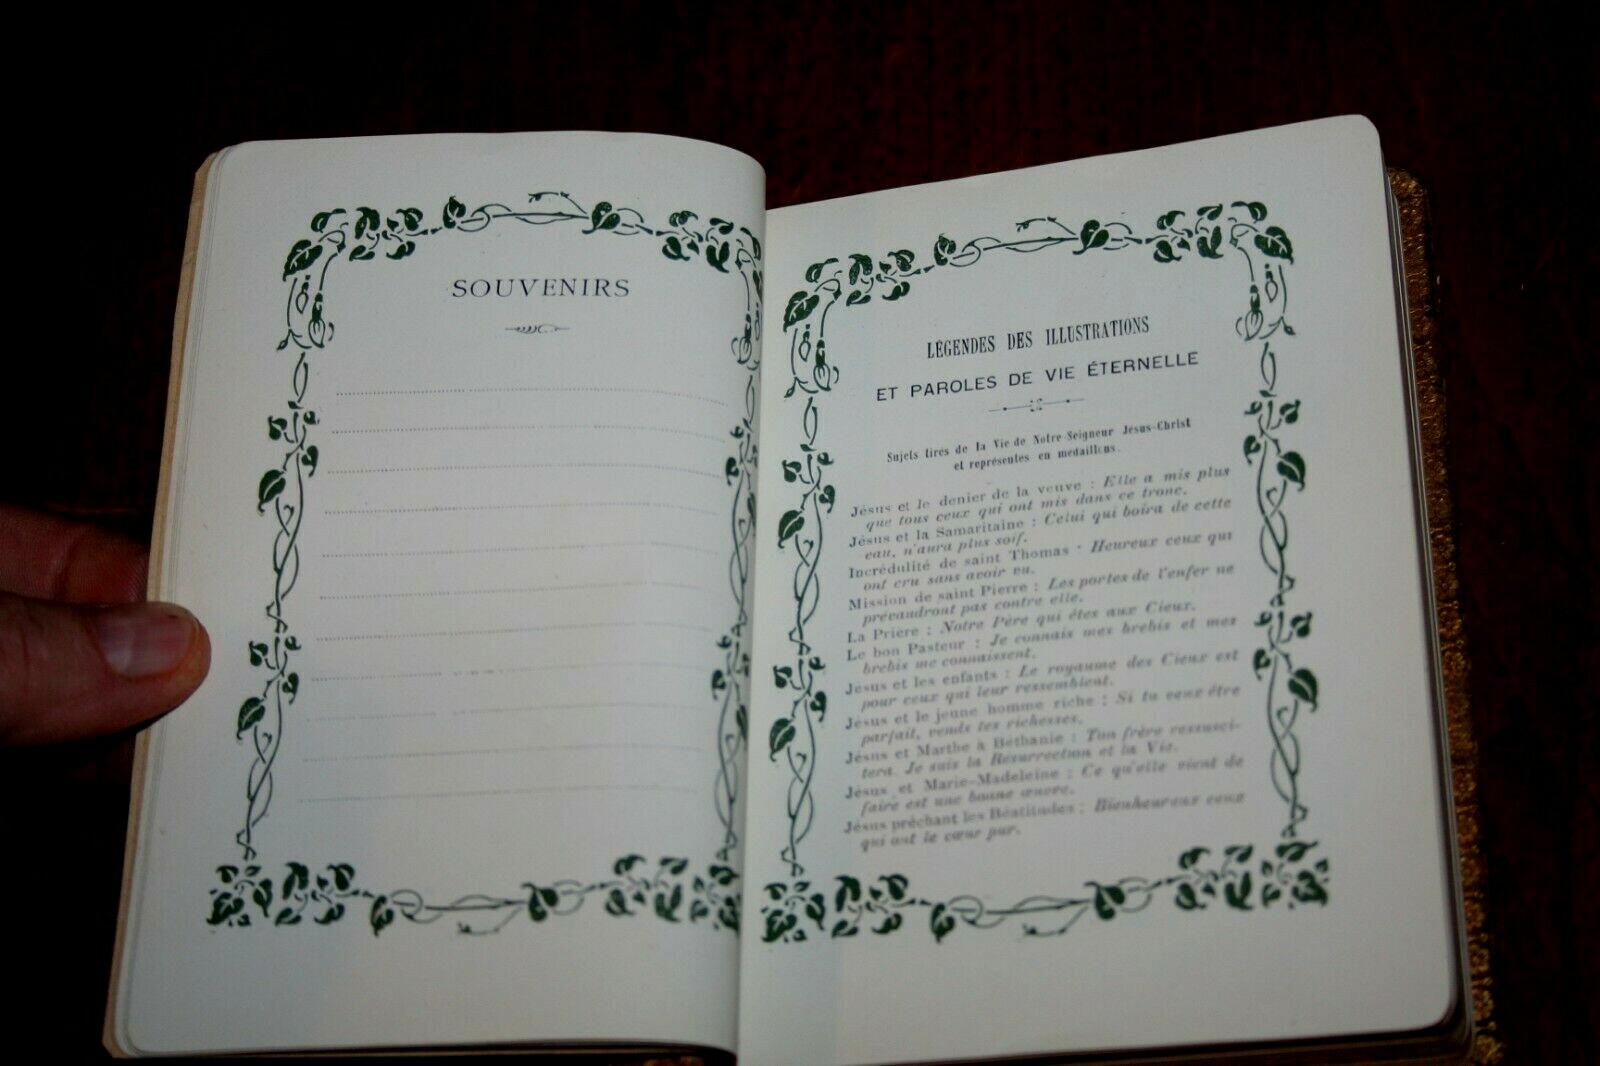 SOUVENIRS
LÉGENDES DES ILLUSTRATIONS
ET PAROLES DE VIE ÉTERNELLE
Sujets tirés de la Vie de Notre-Seigneur Jésus-Christ
et représentés en médaillons.
Jésus et le denier de la veuve : Elle a mis plus
que tous ceux qui ont mis dans ce tronc.
Jésus et la Samaritaine : Celui qui boira de cette
eau, n'aura plus soif.
Incrédulité de saint Thomas : Heureux ceux qui
ont cru sans avoir vu.
Mission de saint Pierre : Les portes de l'enfer ne
prévaudront pas contre elle.
La Prière : Notre Père qui êtes aux Cieux.
Le bon Pasteur : Je connais mes brebis et mes
brebis me connaissent.
Jésus et les enfants : Le royaume des Cieux est
pour ceux qui leur ressemblent.
Jésus et le jeune homme riche : Si tu veux être
parfait, vends tes richesses.
Jésus et Marthe à Béthanie : Ton frère ressusci-
tera. Je suis la Résurrection et la Vie.
Jésus et Marie-Madeleine : Ce qu'elle vient de
faire est une bonne œuvre.
Jésus prêchant les Béatitudes : Bienheureux ceux
qui ont le cœur pur.